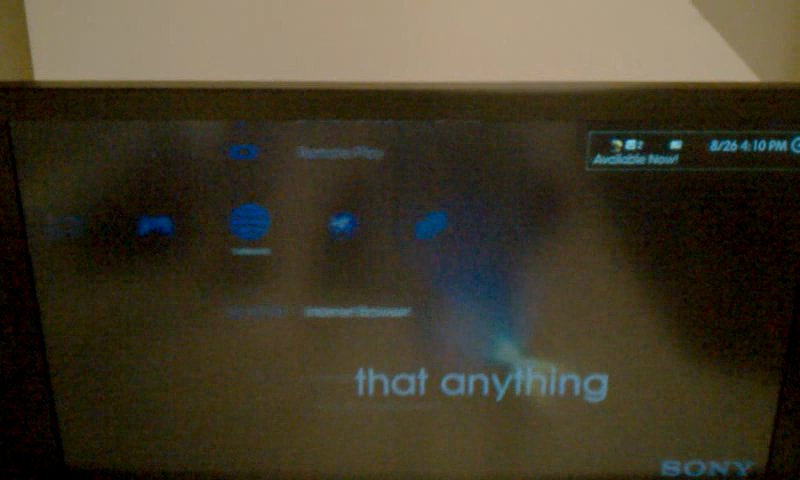 Remote Play
8/26 4:10 PM
Available Now!
Internet Browser
that anything
SONY